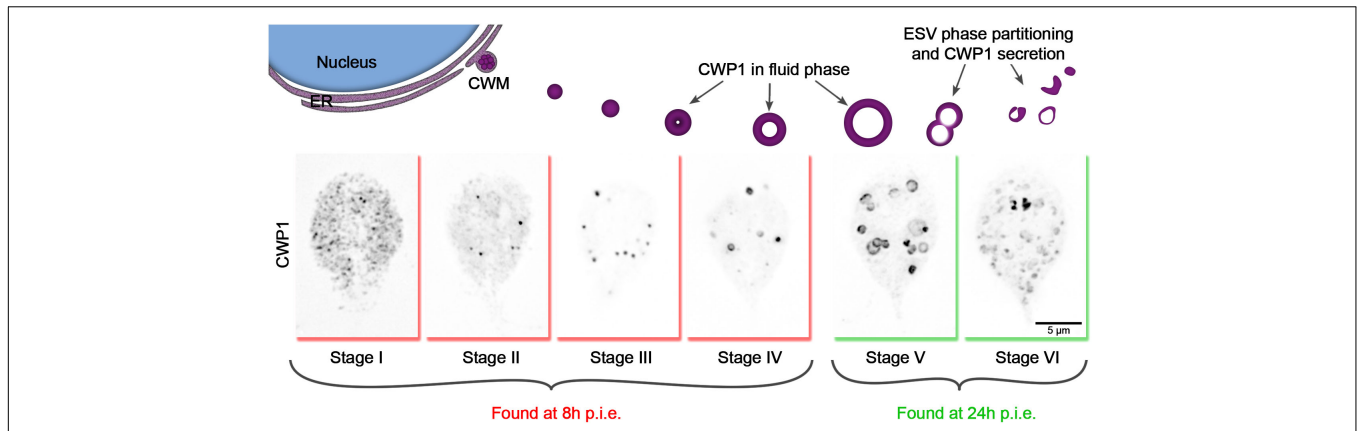 ESV phase partitioning
and CWP1 secretion
Nucleus
CWP1 in fluid phase
CWM
ER
CWP1
5 µm
Stage I
Stage II
Stage III
Stage IV
Stage V
Stage VI
Found at 8h p.i.e.
Found at 24h p.i.e.